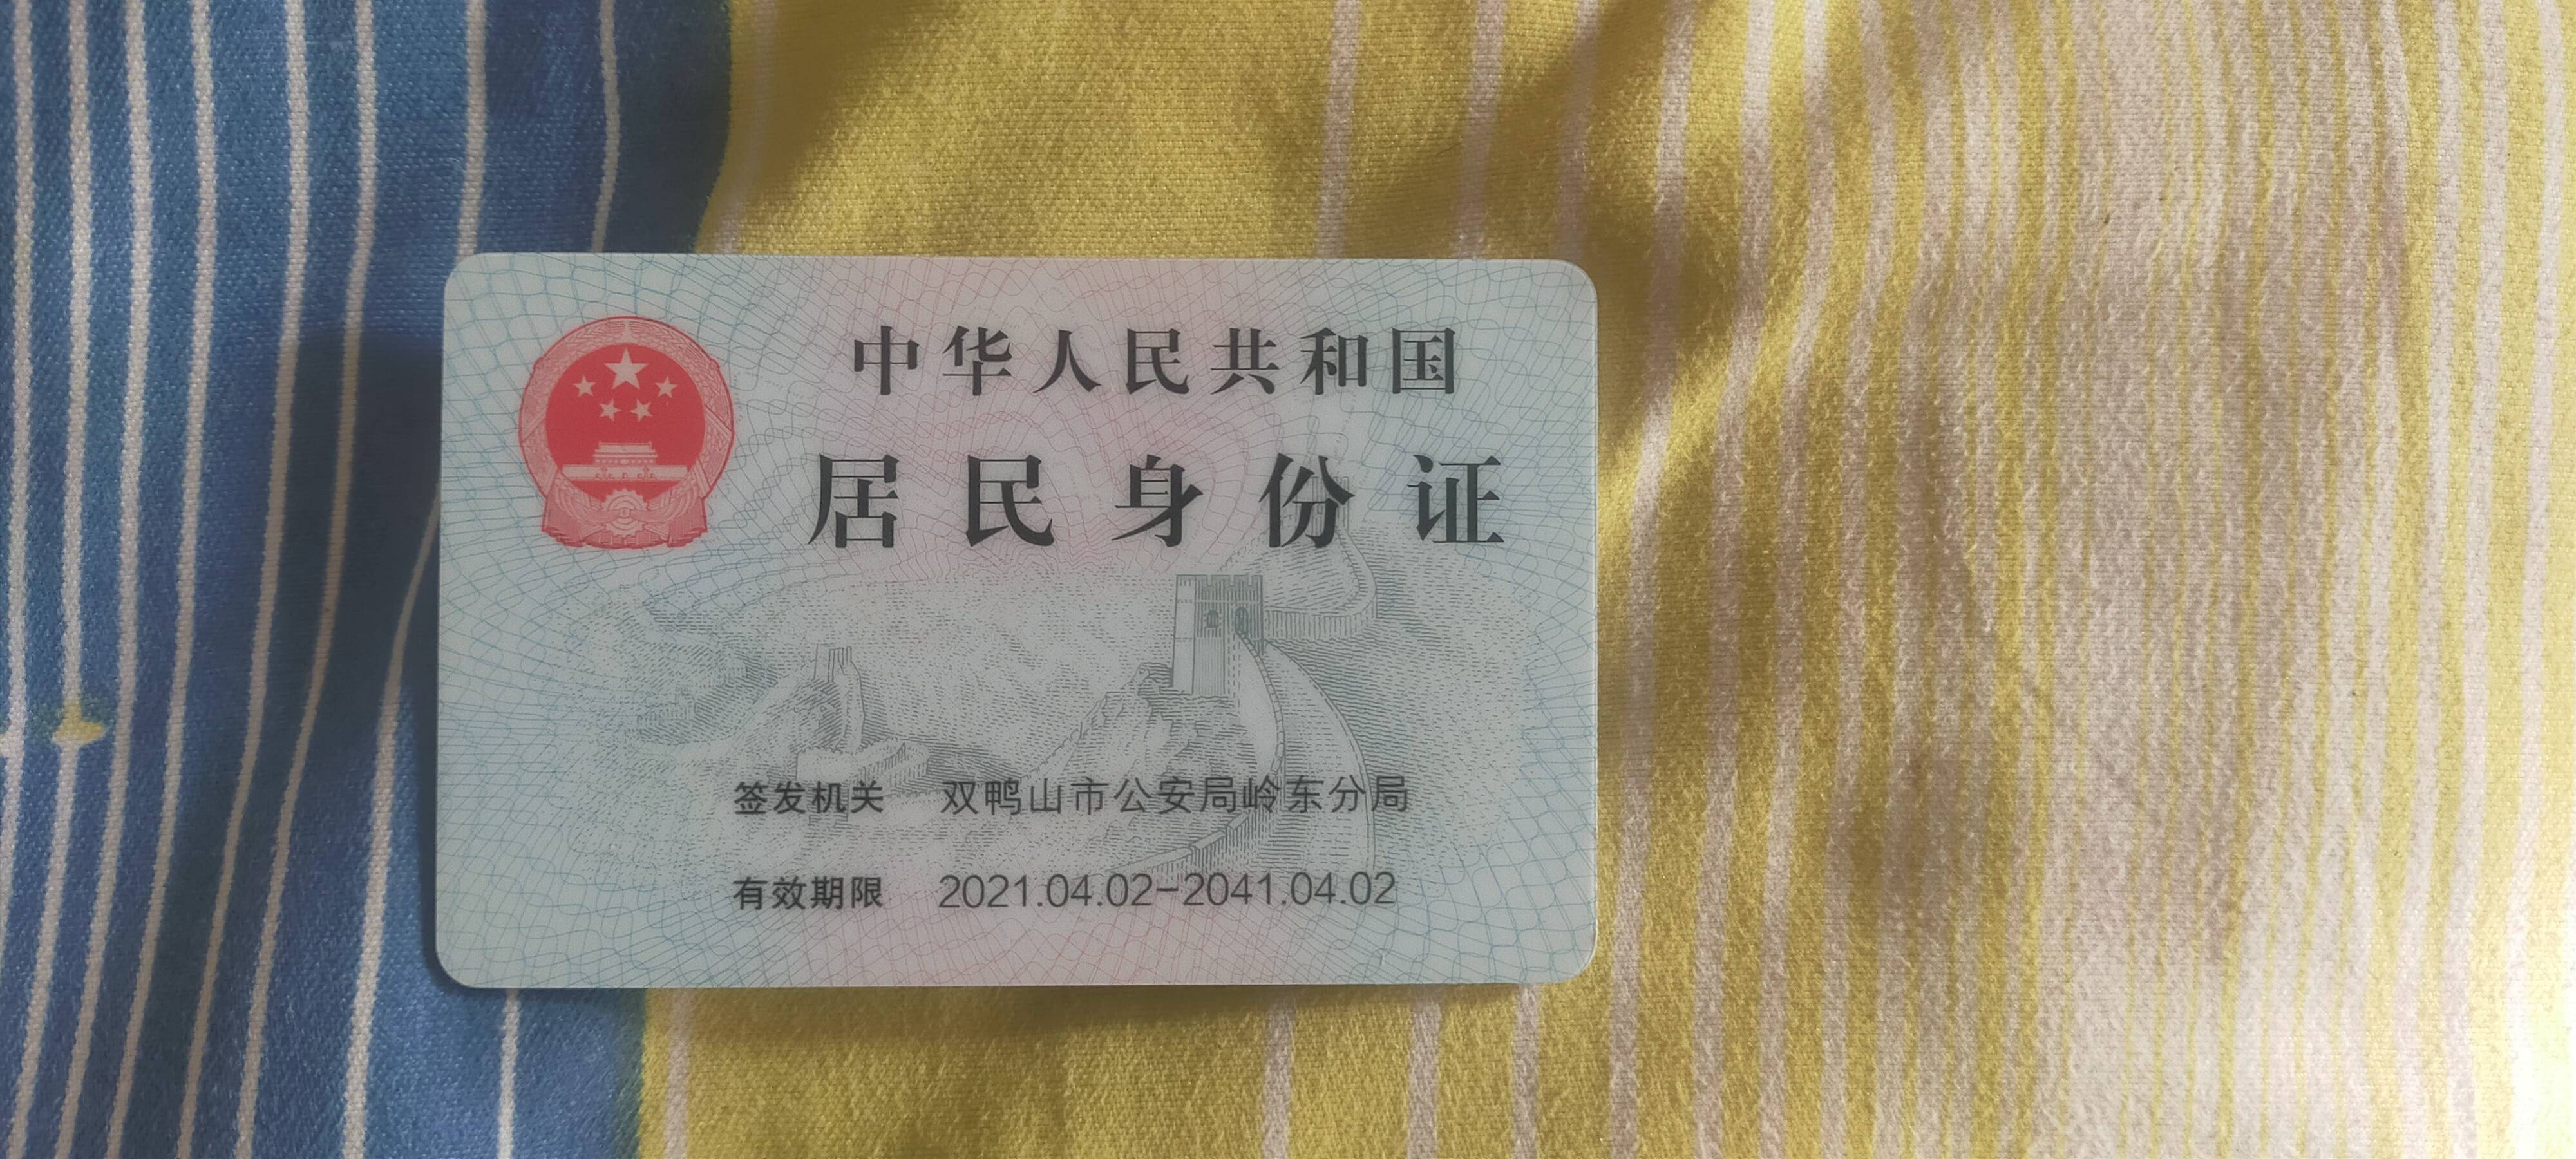 中华人民共和国
居民身份证
签发机关 双鸭山市公安局岭东分局
有效期限 2021.04.02-2041.04.02